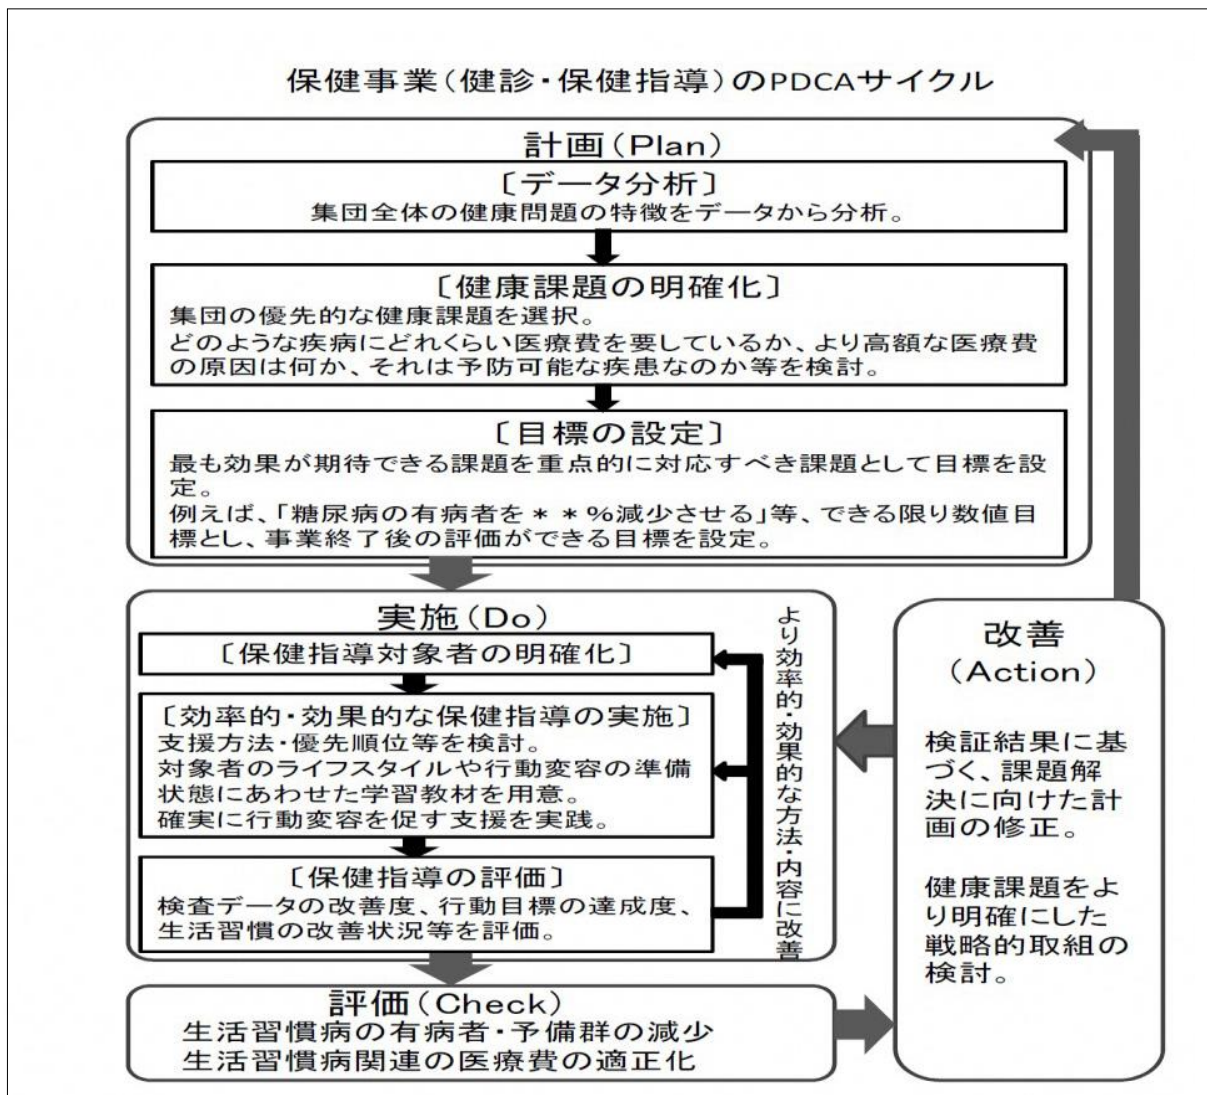 保健事業(健診・保健指導)のPDCAサイクル
計画(Plan)
〔データ分析〕
集団全体の健康問題の特徴をデータから分析。
〔健康課題の明確化〕
集団の優先的な健康課題を選択。
どのような疾病にどれくらい医療費を要しているか、より高額な医療費
の原因は何か、それは予防可能な疾患なのか等を検討。
〔目標の設定〕
最も効果が期待できる課題を重点的に対応すべき課題として目標を設
定。
例えば、「糖尿病の有病者を**%減少させる」等、できる限り数値目
標とし、事業終了後の評価ができる目標を設定。
実施(Do)
〔保健指導対象者の明確化〕
〔効率的・効果的な保健指導の実施〕
支援方法・優先順位等を検討。
対象者のライフスタイルや行動変容の準備
状態にあわせた学習教材を用意。
確実に行動変容を促す支援を実践。
〔保健指導の評価〕
検査データの改善度、行動目標の達成度、
生活習慣の改善状況等を評価。
より効率的・効果的な方法・内容に改善
評価(Check)
生活習慣病の有病者・予備群の減少
生活習慣病関連の医療費の適正化
改善
(Action)
検証結果に基
づく、課題解
決に向けた計
画の修正。
健康課題をよ
り明確にした
戦略的取組の
検討。